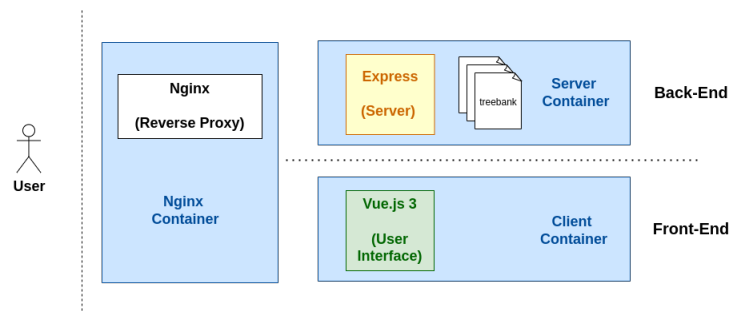 User
Nginx
(Reverse Proxy)
Nginx
Container
Express
(Server)
treebank
Server
Container
Back-End
Vue.js 3
(User
Interface)
Client
Container
Front-End